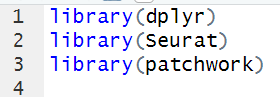 1 library(dplyr)
2 library(Seurat)
3 library(patchwork)
4